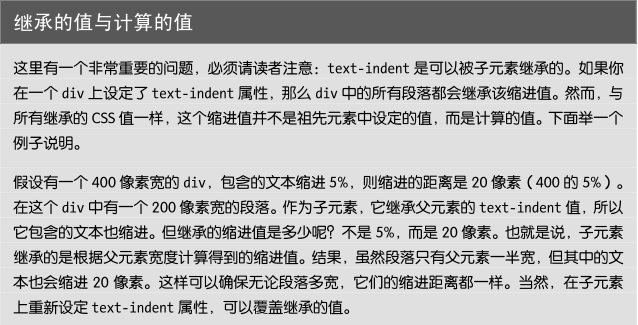 继承的值与计算的值
这里有一个非常重要的问题，必须请读者注意：text-indent 是可以被子元素继承的。如果你
在一个 div 上设定了 text-indent 属性，那么 div 中的所有段落都会继承该缩进值。然而，与
所有继承的 CSS 值一样，这个缩进值并不是祖先元素中设定的值，而是计算的值。下面举一个
例子说明。
假设有一个 400 像素宽的 div，包含的文本缩进 5%，则缩进的距离是 20 像素（400 的 5%）。
在这个 div 中有一个 200 像素宽的段落。作为子元素，它继承父元素的 text-indent 值，所以
它包含的文本也缩进。但继承的缩进值是多少呢？不是 5%，而是 20 像素。也就是说，子元素
继承的是根据父元素宽度计算得到的缩进值。结果，虽然段落只有父元素一半宽，但其中的文
本也会缩进 20 像素。这样可以确保无论段落多宽，它们的缩进距离都一样。当然，在子元素
上重新设定 text-indent 属性，可以覆盖继承的值。